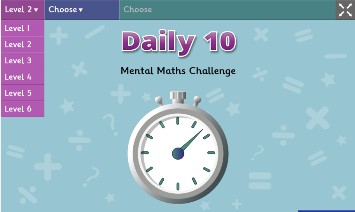 Level 2 ▾ Choose ▾ Choose
Level 1
Level 2
Level 3
Level 4
Level 5
Level 6
Daily 10
Mental Maths Challenge